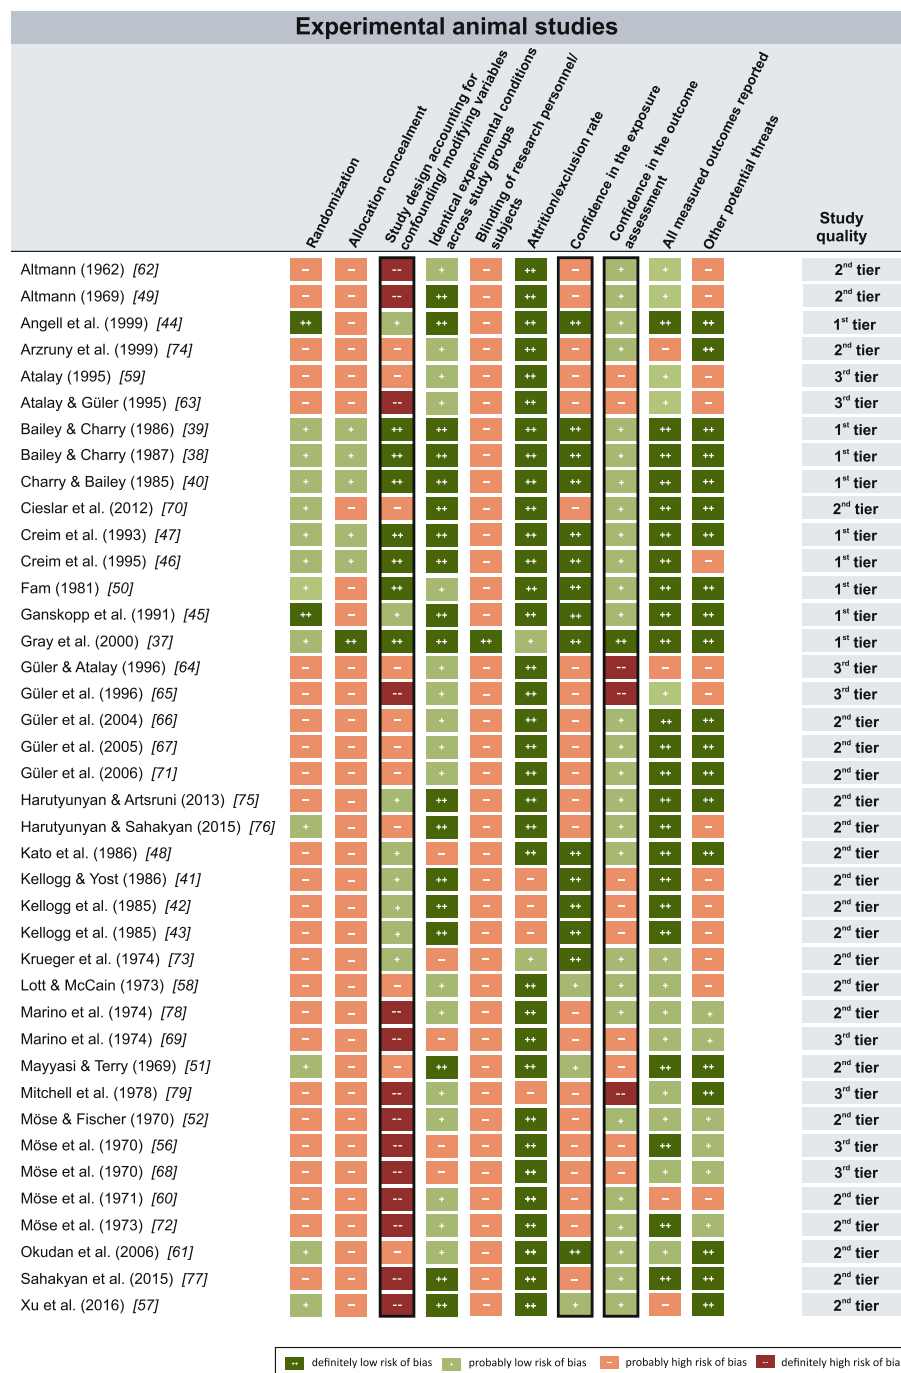 Experimental animal studies
Randomization
Allocation concealment
Study design accounting for
confounding/ modifying variables
Identical experimental conditions
across study groups
Blinding of research personnel/
subjects
Attrition/exclusion rate
Confidence in the exposure
Confidence in the outcome
assessment
All measured outcomes reported
Other potential threats
Study
quality
Altmann (1962) [62] − − -- + − ++ − + + − 2nd tier
Altmann (1969) [49] − − -- ++ − ++ − + + − 2nd tier
Angell et al. (1999) [44] ++ − + ++ − ++ ++ + ++ ++ 1st tier
Arzruny et al. (1999) [74] − − − + − ++ − + − ++ 2nd tier
Atalay (1995) [59] − − − + − ++ − − + − 3rd tier
Atalay & Güler (1995) [63] − − -- + − ++ − − + − 3rd tier
Bailey & Charry (1986) [39] + + ++ ++ − ++ ++ + ++ ++ 1st tier
Bailey & Charry (1987) [38] + + ++ ++ − ++ ++ + ++ ++ 1st tier
Charry & Bailey (1985) [40] + + ++ ++ − ++ ++ + ++ ++ 1st tier
Cieslar et al. (2012) [70] + − − ++ − ++ − + ++ ++ 2nd tier
Creim et al. (1993) [47] + + ++ ++ − ++ ++ + ++ ++ 1st tier
Creim et al. (1995) [46] + + ++ ++ − ++ ++ + ++ − 1st tier
Fam (1981) [50] + − ++ + − ++ ++ + ++ ++ 1st tier
Ganskopp et al. (1991) [45] ++ − + ++ − ++ ++ + ++ ++ 1st tier
Gray et al. (2000) [37] + ++ ++ ++ ++ + ++ ++ ++ ++ 1st tier
Güler & Atalay (1996) [64] − − − + − ++ − -- − − 3rd tier
Güler et al. (1996) [65] − − -- + − ++ − -- + − 3rd tier
Güler et al. (2004) [66] − − − + − ++ − + ++ ++ 2nd tier
Güler et al. (2005) [67] − − − + − ++ − + ++ ++ 2nd tier
Güler et al. (2006) [71] − − − + − ++ − + ++ ++ 2nd tier
Harutyunyan & Artsruni (2013) [75] − − + ++ − ++ − + ++ ++ 2nd tier
Harutyunyan & Sahakyan (2015) [76] + − − ++ − ++ − + ++ − 2nd tier
Kato et al. (1986) [48] − − + − − ++ ++ + ++ ++ 2nd tier
Kellogg & Yost (1986) [41] − − + ++ − − ++ − ++ − 2nd tier
Kellogg et al. (1985) [42] − − + ++ − − ++ − ++ − 2nd tier
Kellogg et al. (1985) [43] − − + ++ − − ++ − ++ − 2nd tier
Krueger et al. (1974) [73] − − + − − + ++ + + − 2nd tier
Lott & McCain (1973) [58] − − − + − ++ + + + − 2nd tier
Marino et al. (1974) [78] − − -- + − ++ − + + + 2nd tier
Marino et al. (1974) [69] − − -- − − ++ − − + + 3rd tier
Mayyasi & Terry (1969) [51] + − − ++ − ++ + − ++ ++ 2nd tier
Mitchell et al. (1978) [79] − − -- + − − − -- + ++ 3rd tier
Möse & Fischer (1970) [52] − − -- + − ++ − + + + 2nd tier
Möse et al. (1970) [56] − − -- − − ++ − − ++ + 3rd tier
Möse et al. (1970) [68] − − -- − − ++ − − + + 3rd tier
Möse et al. (1971) [60] − − -- + − ++ − + − − 2nd tier
Möse et al. (1973) [72] − − -- + − ++ − + ++ + 2nd tier
Okudan et al. (2006) [61] + − − + − ++ ++ + + ++ 2nd tier
Sahakyan et al. (2015) [77] − − -- ++ − ++ − + ++ ++ 2nd tier
Xu et al. (2016) [57] + − -- ++ − ++ + + − ++ 2nd tier
++ definitely low risk of bias + probably low risk of bias − probably high risk of bias -- definitely high risk of bia